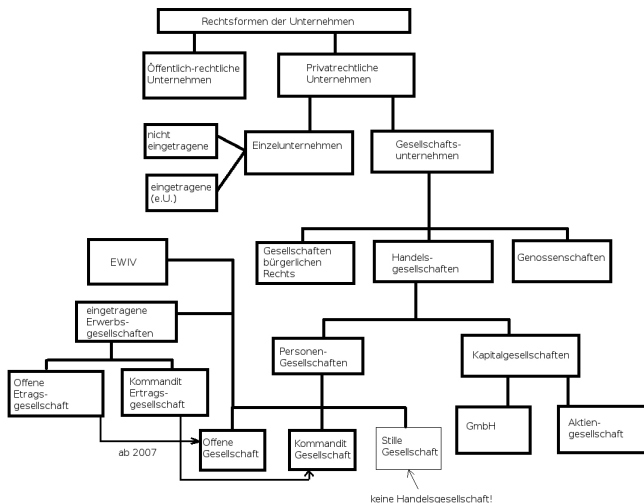 Rechtsformen der Unternehmen
Öffentlich-rechtliche
Unternehmen
Privatrechtliche
Unternehmen
nicht
eingetragene
Einzelunternehmen
Gesellschafts-
unternehmen
eingetragene
(e.U.)
EWIV
Gesellschaften
bürgerlichen
Rechts
Handels-
gesellschaften
Genossenschaften
eingetragene
Erwerbs-
gesellschaften
Personen-
Gesellschaften
Kapitalgesellschaften
Offene
Etrags-
gesellschaft
Kommandit
Ertrags-
gesellschaft
GmbH
Aktien-
gesellschaft
ab 2007
Offene
Gesellschaft
Kommandit
Gesellschaft
Stille
Gesellschaft
keine Handelsgesellschaft!